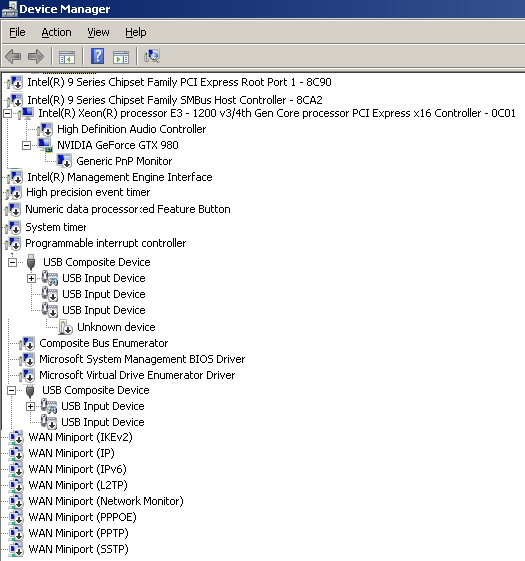 Device Manager
File Action View Help
Intel(R) 9 Series Chipset Family PCI Express Root Port 1 - 8C90
Intel(R) 9 Series Chipset Family SMBus Host Controller - 8CA2
Intel(R) Xeon(R) processor E3 - 1200 v3/4th Gen Core processor PCI Express x16 Controller - 0C01
High Definition Audio Controller
NVIDIA GeForce GTX 980
Generic PnP Monitor
Intel(R) Management Engine Interface
High precision event timer
Numeric data processor:ed Feature Button
System timer
Programmable interrupt controller
USB Composite Device
USB Input Device
USB Input Device
USB Input Device
Unknown device
Composite Bus Enumerator
Microsoft System Management BIOS Driver
Microsoft Virtual Drive Enumerator Driver
USB Composite Device
USB Input Device
USB Input Device
WAN Miniport (IKEv2)
WAN Miniport (IP)
WAN Miniport (IPv6)
WAN Miniport (L2TP)
WAN Miniport (Network Monitor)
WAN Miniport (PPPOE)
WAN Miniport (PPTP)
WAN Miniport (SSTP)